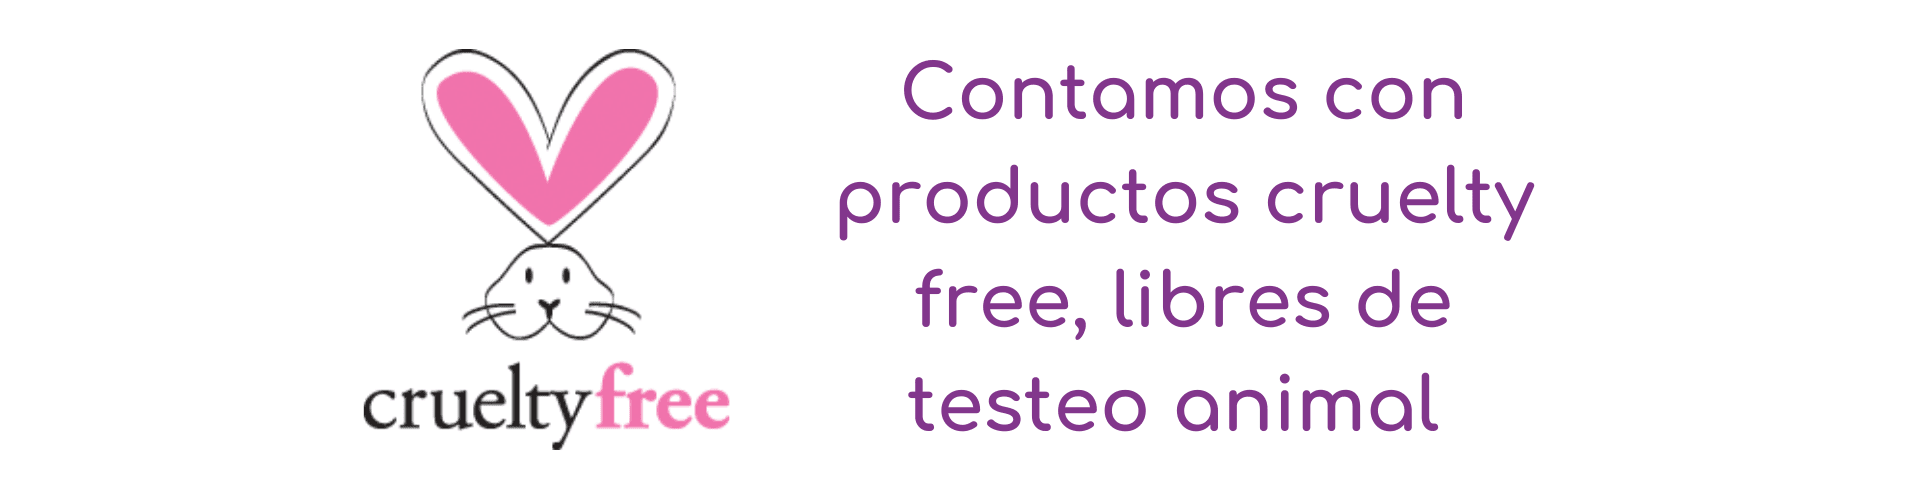 crueltyfree
Contamos con
productos cruelty
free, libres de
testeo animal